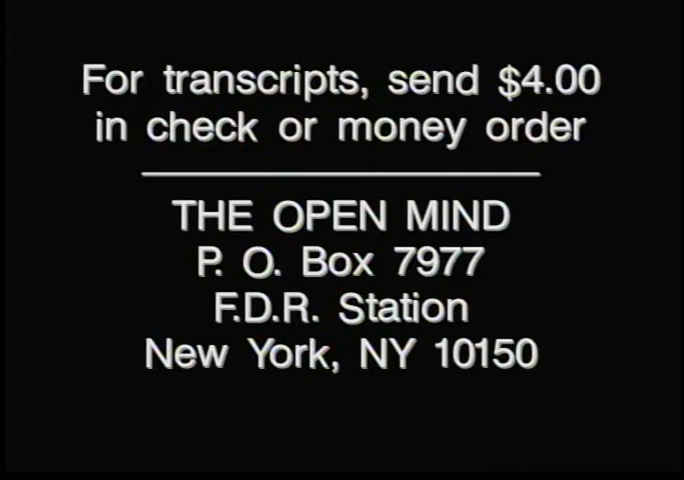 For transcripts, send $4.00
in check or money order
THE OPEN MIND
P. O. Box 7977
F.D.R. Station
New York, NY 10150